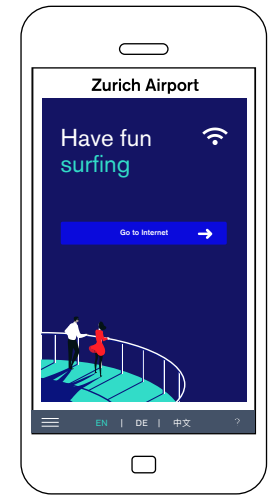 Zurich Airport
Have fun
surfing
Go to Internet
EN | DE | 中文 ?